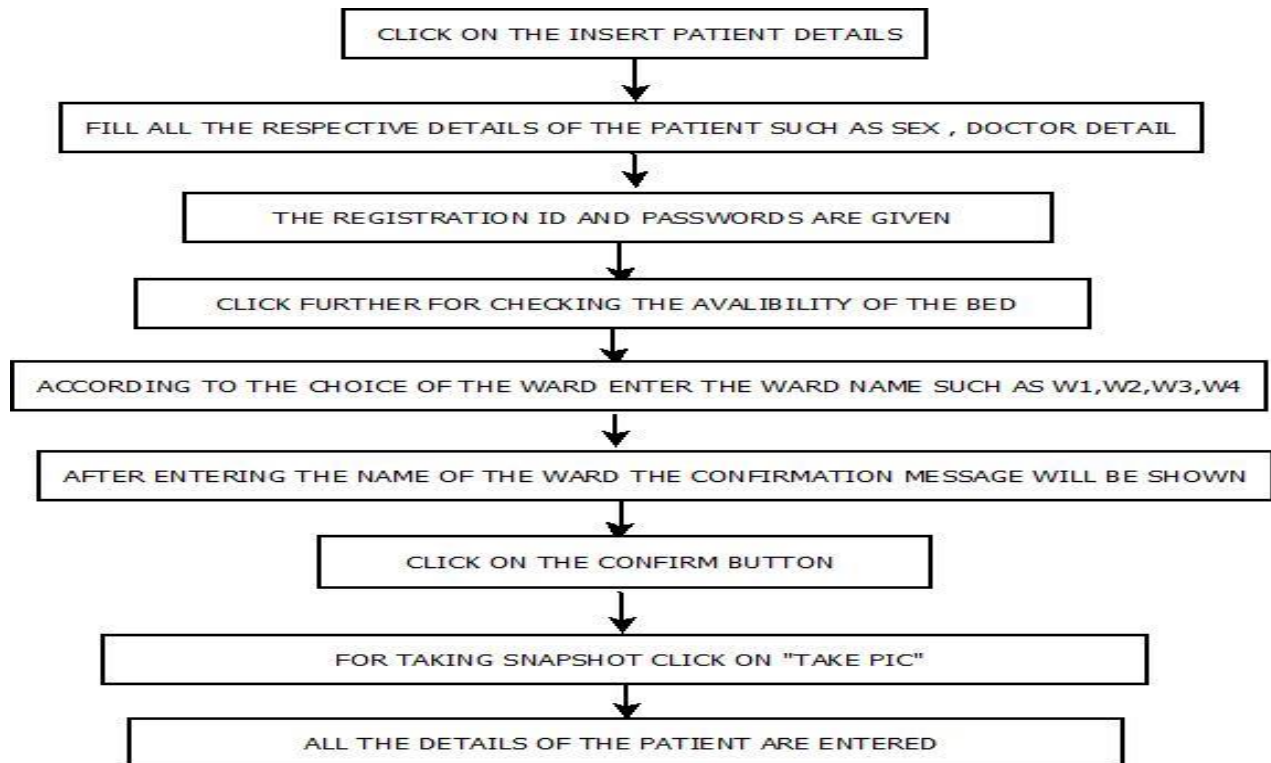 CLICK ON THE INSERT PATIENT DETAILS
FILL ALL THE RESPECTIVE DETAILS OF THE PATIENT SUCH AS SEX , DOCTOR DETAIL
THE REGISTRATION ID AND PASSWORDS ARE GIVEN
CLICK FURTHER FOR CHECKING THE AVALIBILITY OF THE BED
ACCORDING TO THE CHOICE OF THE WARD ENTER THE WARD NAME SUCH AS W1,W2,W3,W4
AFTER ENTERING THE NAME OF THE WARD THE CONFIRMATION MESSAGE WILL BE SHOWN
CLICK ON THE CONFIRM BUTTON
FOR TAKING SNAPSHOT CLICK ON "TAKE PIC"
ALL THE DETAILS OF THE PATIENT ARE ENTERED